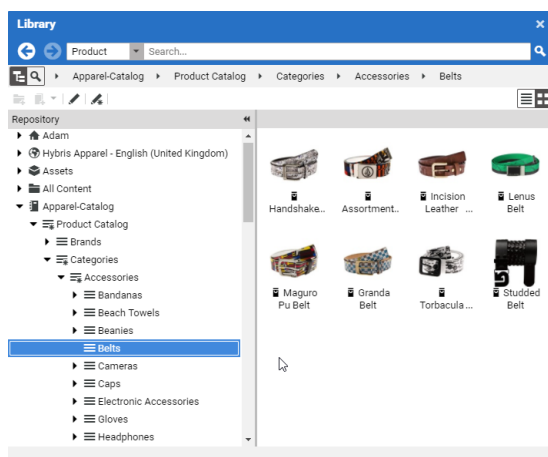 Library
Product
Search...
Apparel-Catalog
Product Catalog
Categories
Accessories
Belts
Repository
Adam
Hybris Apparel - English (United Kingdom)
Assets
All Content
Apparel-Catalog
Product Catalog
Brands
Categories
Accessories
Bandanas
Beach Towels
Beanies
Belts
Cameras
Caps
Electronic Accessories
Gloves
Headphones
Handshake...
Assortment..
Incision
Leather ...
Lenus
Belt
Maguro
Pu Belt
Granda
Belt
Torbacula...
Studded
Belt